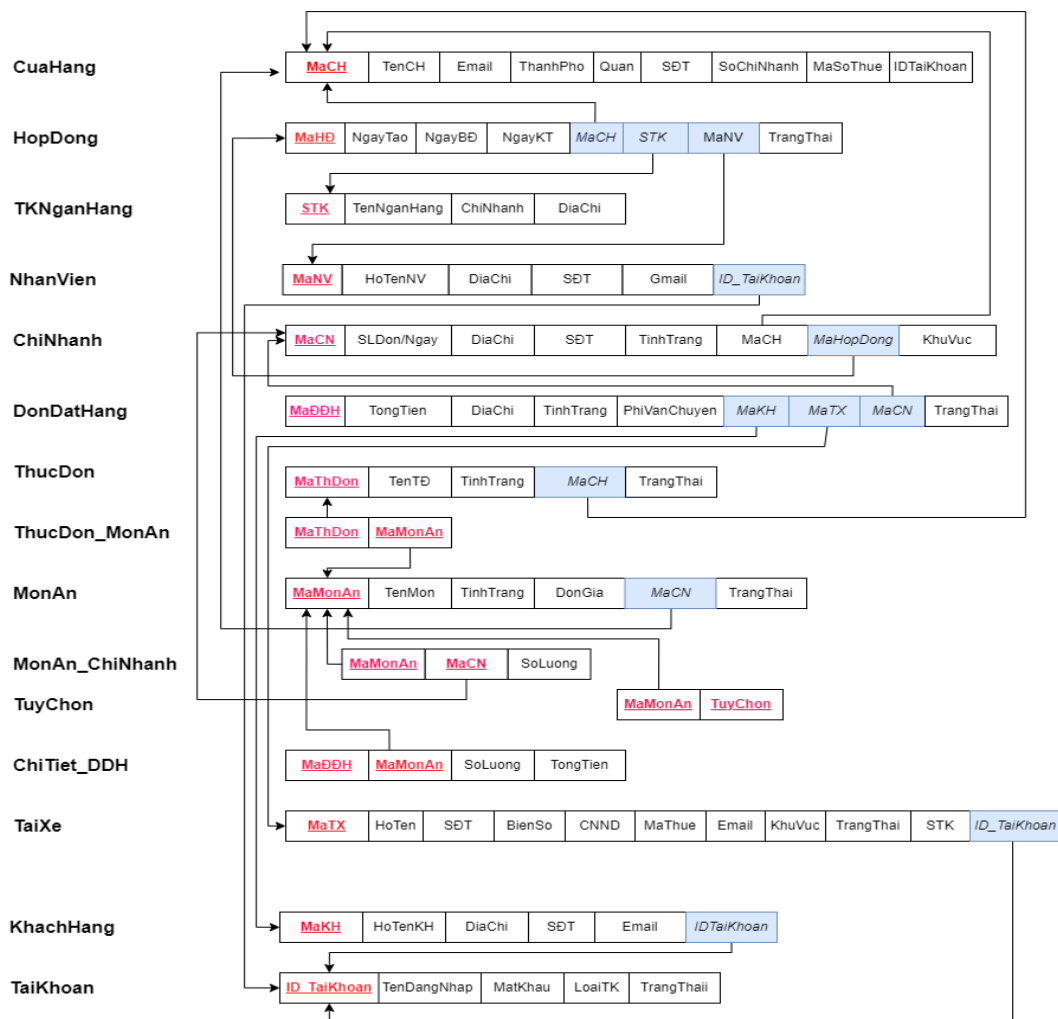 CuaHang MaCH TenCH Email ThanhPho Quan SĐT SoChiNhanh MaSoThue IDTaiKhoan
HopDong MaHĐ NgayTao NgayBĐ NgayKT MaCH STK MaNV TrangThai
TKNganHang STK TenNganHang ChiNhanh DiaChi
NhanVien MaNV HoTenNV DiaChi SĐT Gmail ID_TaiKhoan
ChiNhanh MaCN SLDon/Ngay DiaChi SĐT TinhTrang MaCH MaHopDong KhuVuc
DonDatHang MaĐĐH TongTien DiaChi TinhTrang PhiVanChuyen MaKH MaTX MaCN TrangThai
ThucDon MaThDon TenTĐ TinhTrang MaCH TrangThai
ThucDon_MonAn MaThDon MaMonAn
MonAn MaMonAn TenMon TinhTrang DonGia MaCN TrangThai
MonAn_ChiNhanh MaMonAn MaCN SoLuong
TuyChon MaMonAn TuyChon
ChiTiet_DDH MaĐĐH MaMonAn SoLuong TongTien
TaiXe MaTX HoTen SĐT BienSo CNND MaThue Email KhuVuc TrangThai STK ID_TaiKhoan
KhachHang MaKH HoTenKH DiaChi SĐT Email IDTaiKhoan
TaiKhoan ID_TaiKhoan TenDangNhap MatKhau LoaiTK TrangThaii